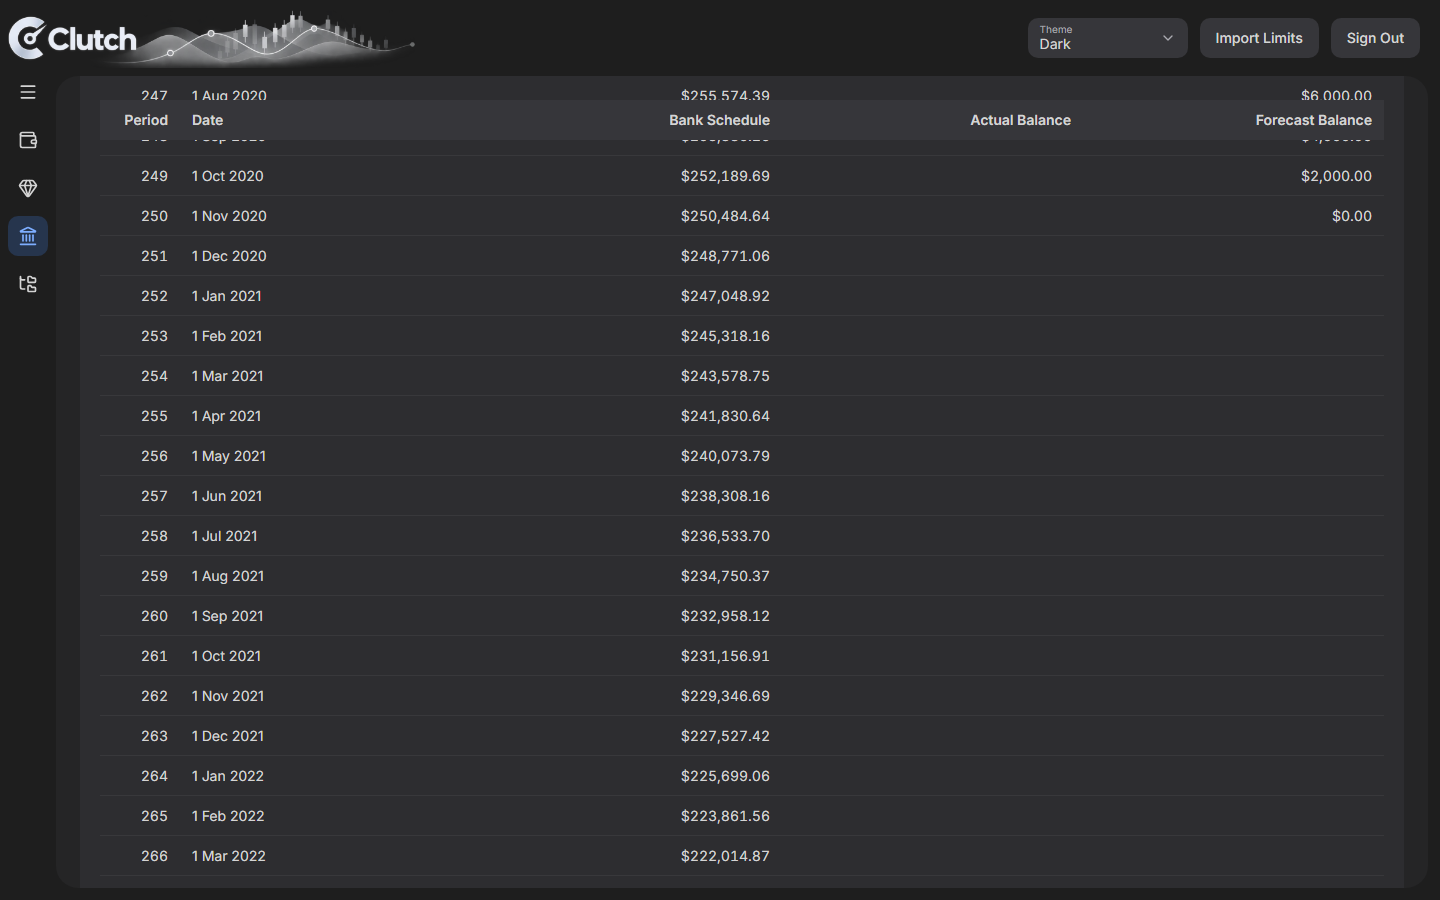 Clutch
Theme
Dark
Import Limits
Sign Out
247 1 Aug 2020 $255,574.39 $6,000.00
Period Date Bank Schedule Actual Balance Forecast Balance
249 1 Oct 2020 $252,189.69 $2,000.00
250 1 Nov 2020 $250,484.64 $0.00
251 1 Dec 2020 $248,771.06
252 1 Jan 2021 $247,048.92
253 1 Feb 2021 $245,318.16
254 1 Mar 2021 $243,578.75
255 1 Apr 2021 $241,830.64
256 1 May 2021 $240,073.79
257 1 Jun 2021 $238,308.16
258 1 Jul 2021 $236,533.70
259 1 Aug 2021 $234,750.37
260 1 Sep 2021 $232,958.12
261 1 Oct 2021 $231,156.91
262 1 Nov 2021 $229,346.69
263 1 Dec 2021 $227,527.42
264 1 Jan 2022 $225,699.06
265 1 Feb 2022 $223,861.56
266 1 Mar 2022 $222,014.87